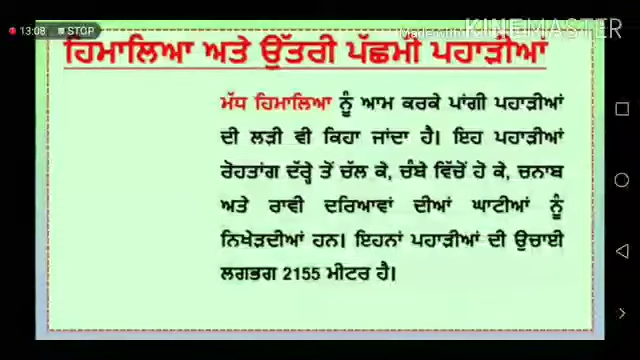 13:08 STOP
Made with KINEMASTER
ਹਿਮਾਲਿਆ ਅਤੇ ਉੱਤਰੀ ਪੱਛਮੀ ਪਹਾੜੀਆਂ
ਮੱਧ ਹਿਮਾਲਿਆ ਨੂੰ ਆਮ ਕਰਕੇ ਪਾਂਗੀ ਪਹਾੜੀਆਂ
ਦੀ ਲੜੀ ਵੀ ਕਿਹਾ ਜਾਂਦਾ ਹੈ। ਇਹ ਪਹਾੜੀਆਂ
ਰੋਹਤਾਂਗ ਦੱਰ੍ਹੇ ਤੋਂ ਚੱਲ ਕੇ, ਚੰਬੇ ਵਿੱਚੋਂ ਹੋ ਕੇ, ਚਨਾਬ
ਅਤੇ ਰਾਵੀ ਦਰਿਆਵਾਂ ਦੀਆਂ ਘਾਟੀਆਂ ਨੂੰ
ਨਿਖੇੜਦੀਆਂ ਹਨ। ਇਹਨਾਂ ਪਹਾੜੀਆਂ ਦੀ ਉਚਾਈ
ਲਗਭਗ 2155 ਮੀਟਰ ਹੈ।